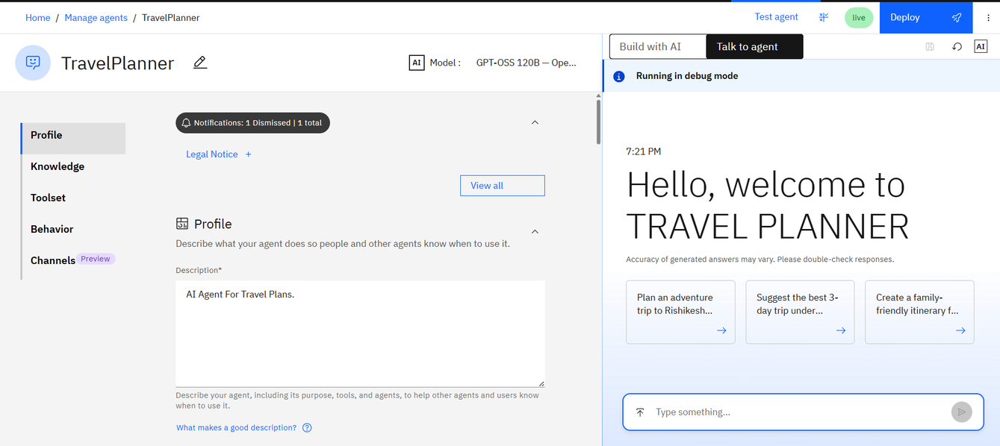 Home / Manage agents / TravelPlanner
Test agent
live
Deploy
TravelPlanner
AI Model : GPT-OSS 120B — Ope...
Build with AI
Talk to agent
AI
Running in debug mode
Profile
Knowledge
Toolset
Behavior
Channels Preview
Notifications: 1 Dismissed | 1 total
Legal Notice +
View all
Profile
Describe what your agent does so people and other agents know when to use it.
Description*
AI Agent For Travel Plans.
Describe your agent, including its purpose, tools, and agents, to help other agents and users know
when to use it.
What makes a good description? ?
7:21 PM
Hello, welcome to
TRAVEL PLANNER
Accuracy of generated answers may vary. Please double-check responses.
Plan an adventure
trip to Rishikesh...
Suggest the best 3-
day trip under...
Create a family-
friendly itinerary f...
Type something...